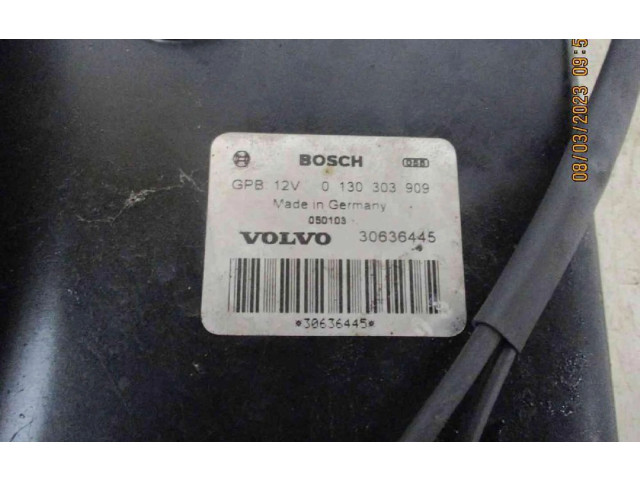 BOSCH 058
GPB 12V 0 130 303 909
Made in Germany
050103
VOLVO 30636445
*30636445*
08/03/2023 09:5